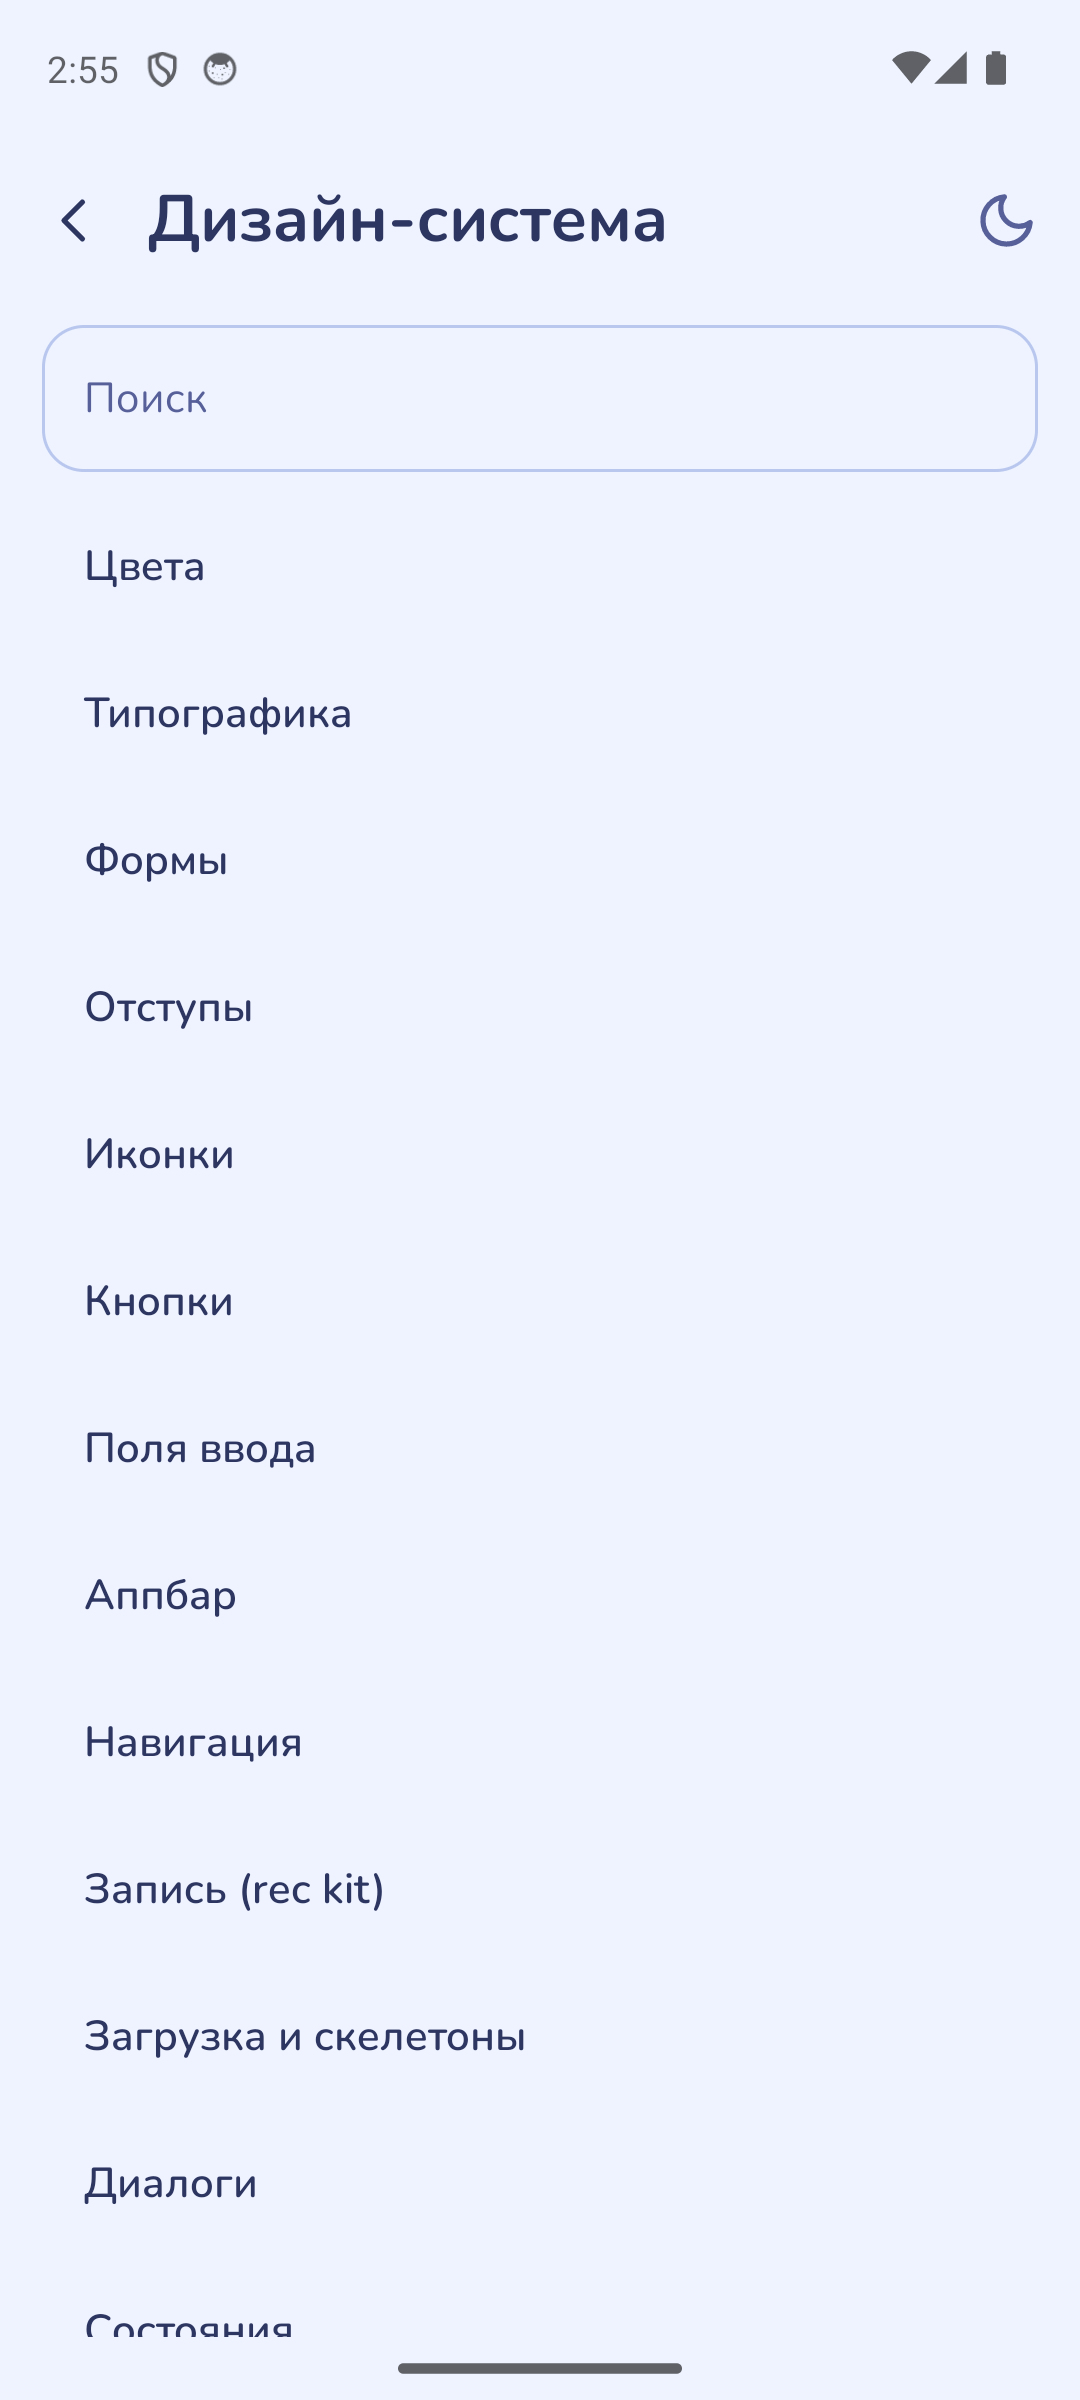 2:55
Дизайн-система
Поиск
Цвета
Типографика
Формы
Отступы
Иконки
Кнопки
Поля ввода
Аппбар
Навигация
Запись (rec kit)
Загрузка и скелетоны
Диалоги
Состояния